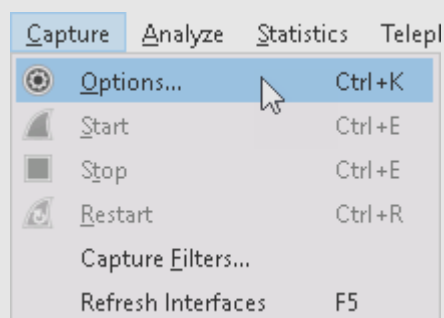 Capture Analyze Statistics Telepl
Options... Ctrl+K
Start Ctrl+E
Stop Ctrl+E
Restart Ctrl+R
Capture Filters...
Refresh Interfaces F5